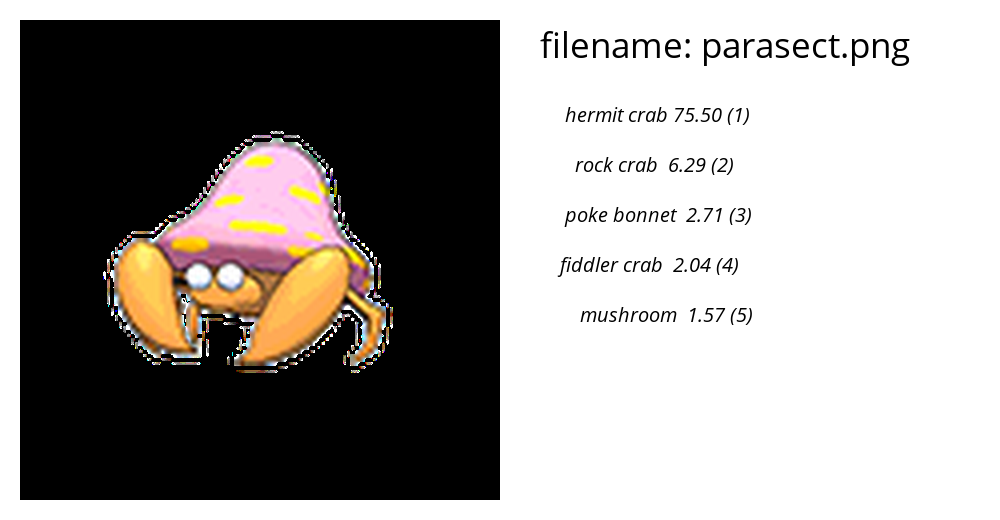 filename: parasect.png
hermit crab 75.50 (1)
rock crab 6.29 (2)
poke bonnet 2.71 (3)
fiddler crab 2.04 (4)
mushroom 1.57 (5)